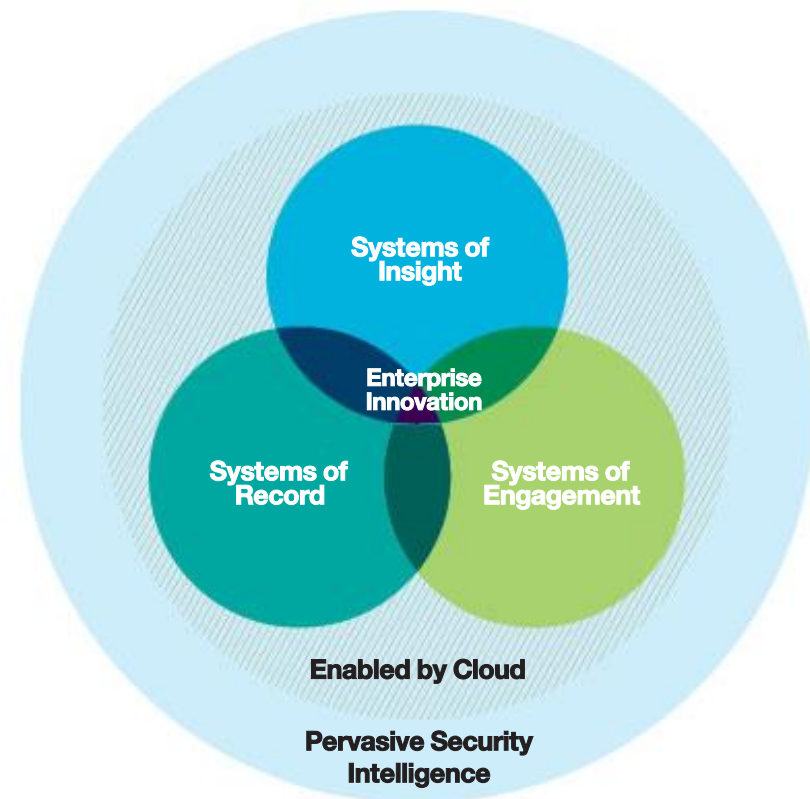 Systems of
Insight
Enterprise
Innovation
Systems of
Record
Systems of
Engagement
Enabled by Cloud
Pervasive Security
Intelligence